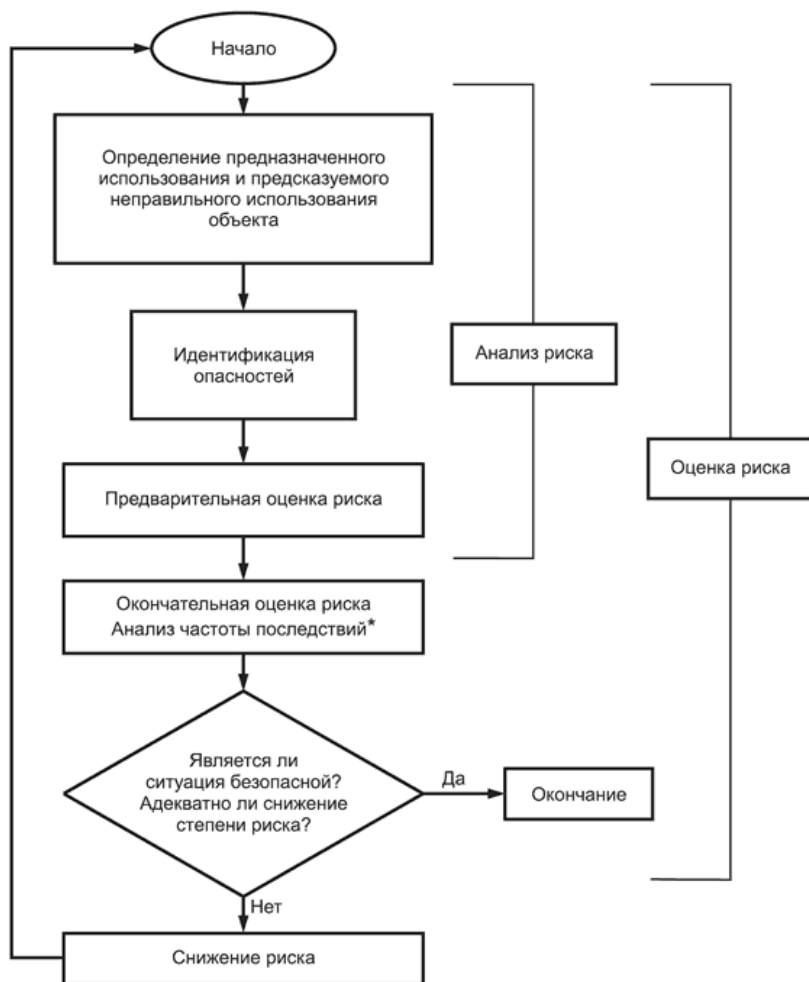 Начало
Определение предназначенного
использования и предсказуемого
неправильного использования
объекта
Идентификация
опасностей
Анализ риска
Оценка риска
Предварительная оценка риска
Окончательная оценка риска
Анализ частоты последствий*
Является ли
ситуация безопасной?
Адекватно ли снижение
степени риска?
Да
Окончание
Нет
Снижение риска